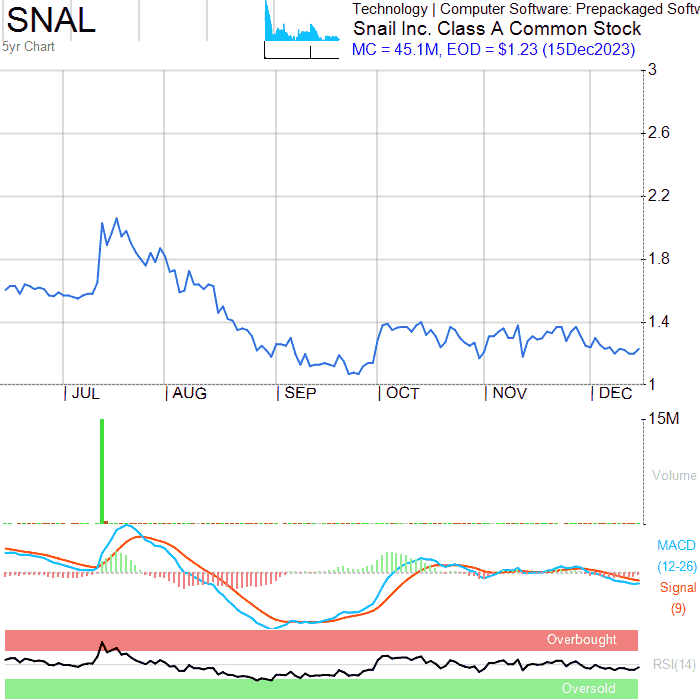 SNAL
5yr Chart
Technology | Computer Software: Prepackaged Softw
Snail Inc. Class A Common Stock
MC = 45.1M, EOD = $1.23 (15Dec2023)
3
2.6
2.2
1.8
1.4
1
JUL AUG SEP OCT NOV DEC
15M
Volume
MACD
(12-26)
Signal
(9)
Overbought
RSI(14)
Oversold